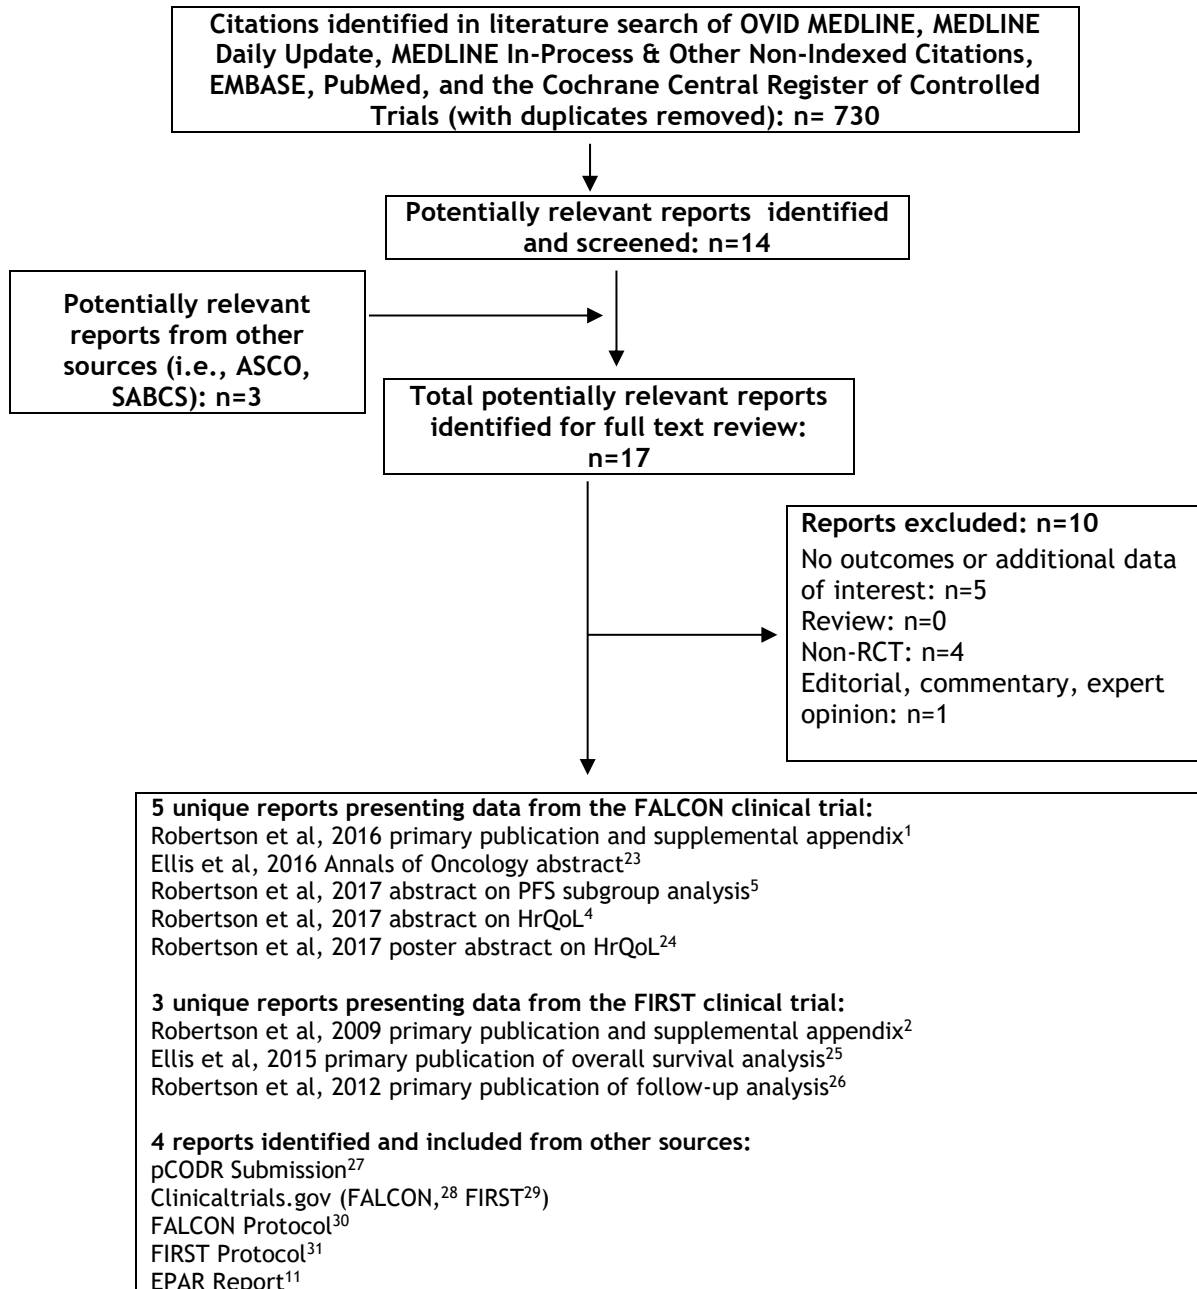 Citations identified in literature search of OVID MEDLINE, MEDLINE
Daily Update, MEDLINE In-Process & Other Non-Indexed Citations,
EMBASE, PubMed, and the Cochrane Central Register of Controlled
Trials (with duplicates removed): n= 730
Potentially relevant reports identified
and screened: n=14
Potentially relevant
reports from other
sources (i.e., ASCO,
SABCS): n=3
Total potentially relevant reports
identified for full text review:
n=17
Reports excluded: n=10
No outcomes or additional data
of interest: n=5
Review: n=0
Non-RCT: n=4
Editorial, commentary, expert
opinion: n=1
5 unique reports presenting data from the FALCON clinical trial:
Robertson et al, 2016 primary publication and supplemental appendix1
Ellis et al, 2016 Annals of Oncology abstract23
Robertson et al, 2017 abstract on PFS subgroup analysis5
Robertson et al, 2017 abstract on HrQoL4
Robertson et al, 2017 poster abstract on HrQoL24
3 unique reports presenting data from the FIRST clinical trial:
Robertson et al, 2009 primary publication and supplemental appendix2
Ellis et al, 2015 primary publication of overall survival analysis25
Robertson et al, 2012 primary publication of follow-up analysis26
4 reports identified and included from other sources:
pCODR Submission27
Clinicaltrials.gov (FALCON,28 FIRST29)
FALCON Protocol30
FIRST Protocol31
EPAR Report11